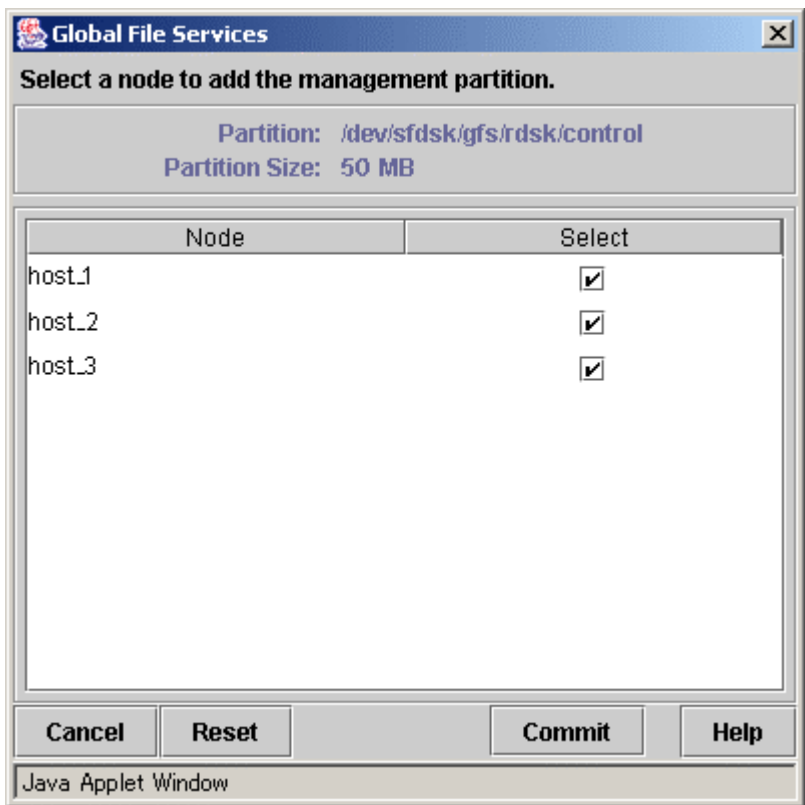 Global File Services
Select a node to add the management partition.
Partition: /dev/sfdsk/gfs/rdsk/control
Partition Size: 50 MB
Node Select
host_1
host_2
host_3
Cancel Reset Commit Help
Java Applet Window